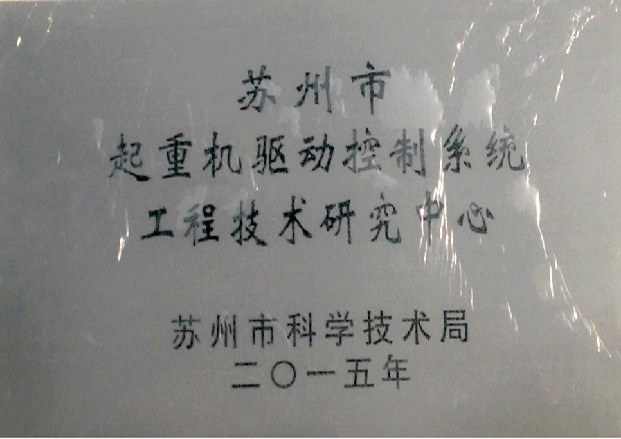 苏州市
起重机驱动控制系统
工程技术研究中心
苏州市科学技术局
二〇一五年